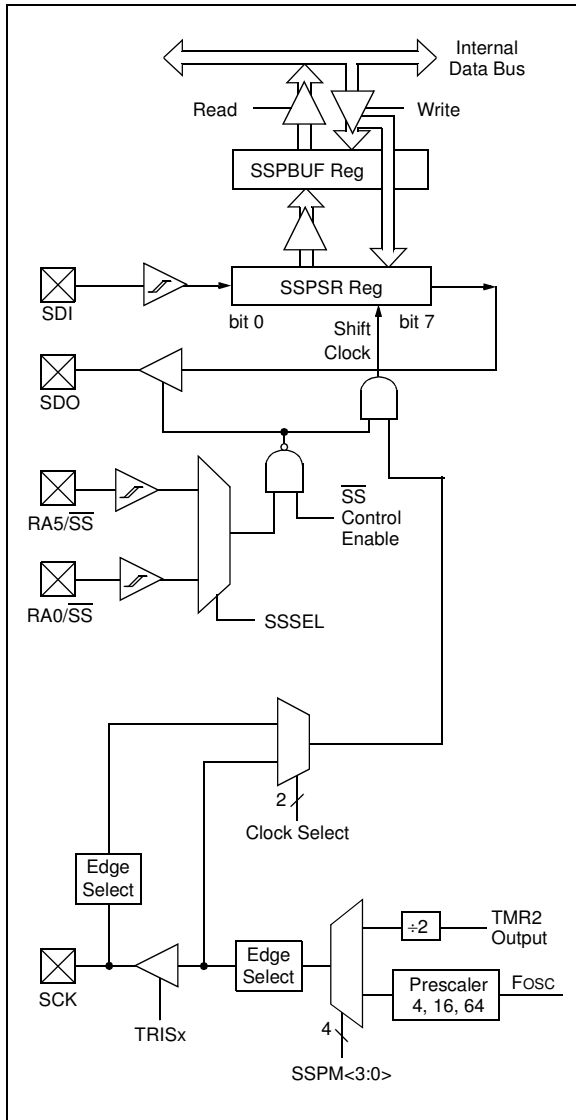 Internal
Data Bus
Read
Write
SSPBUF Reg
SSPSR Reg
SDI
bit 0
bit 7
Shift
Clock
SDO
RA5/SS
SS
Control
Enable
RA0/SS
SSSEL
2
Clock Select
Edge
Select
TMR2
Output
÷2
Edge
Select
Prescaler
4, 16, 64
FOSC
SCK
TRISx
4
SSPM<3:0>